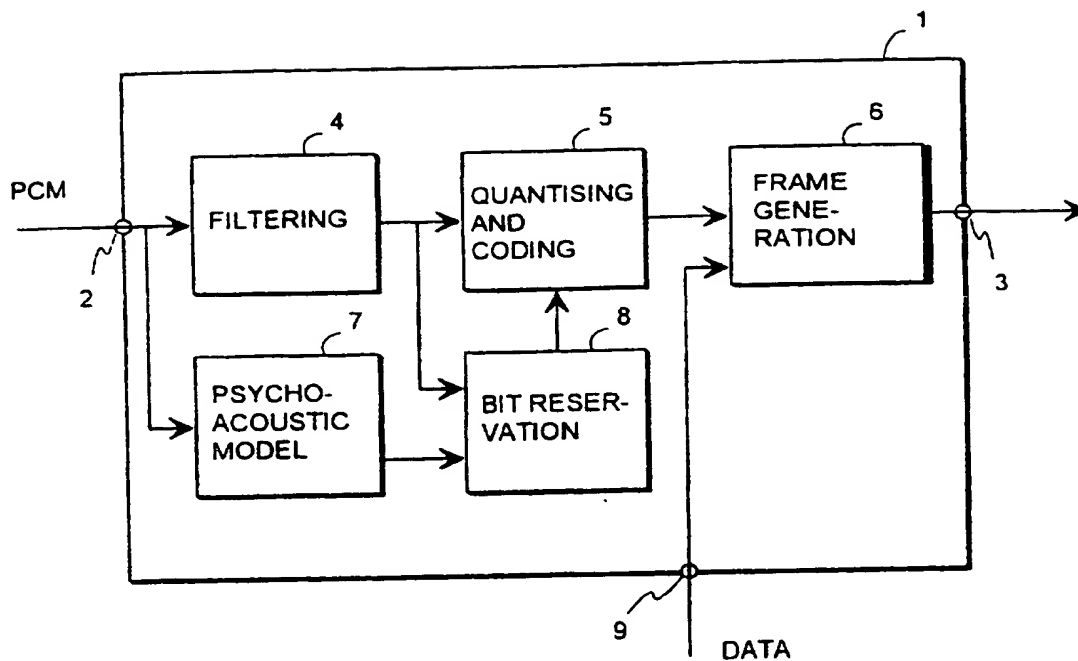 1
4
5
6
PCM
FILTERING
QUANTISING
AND
CODING
FRAME
GENE-
RATION
2
3
7
8
PSYCHO-
ACOUSTIC
MODEL
BIT RESER-
VATION
9
DATA